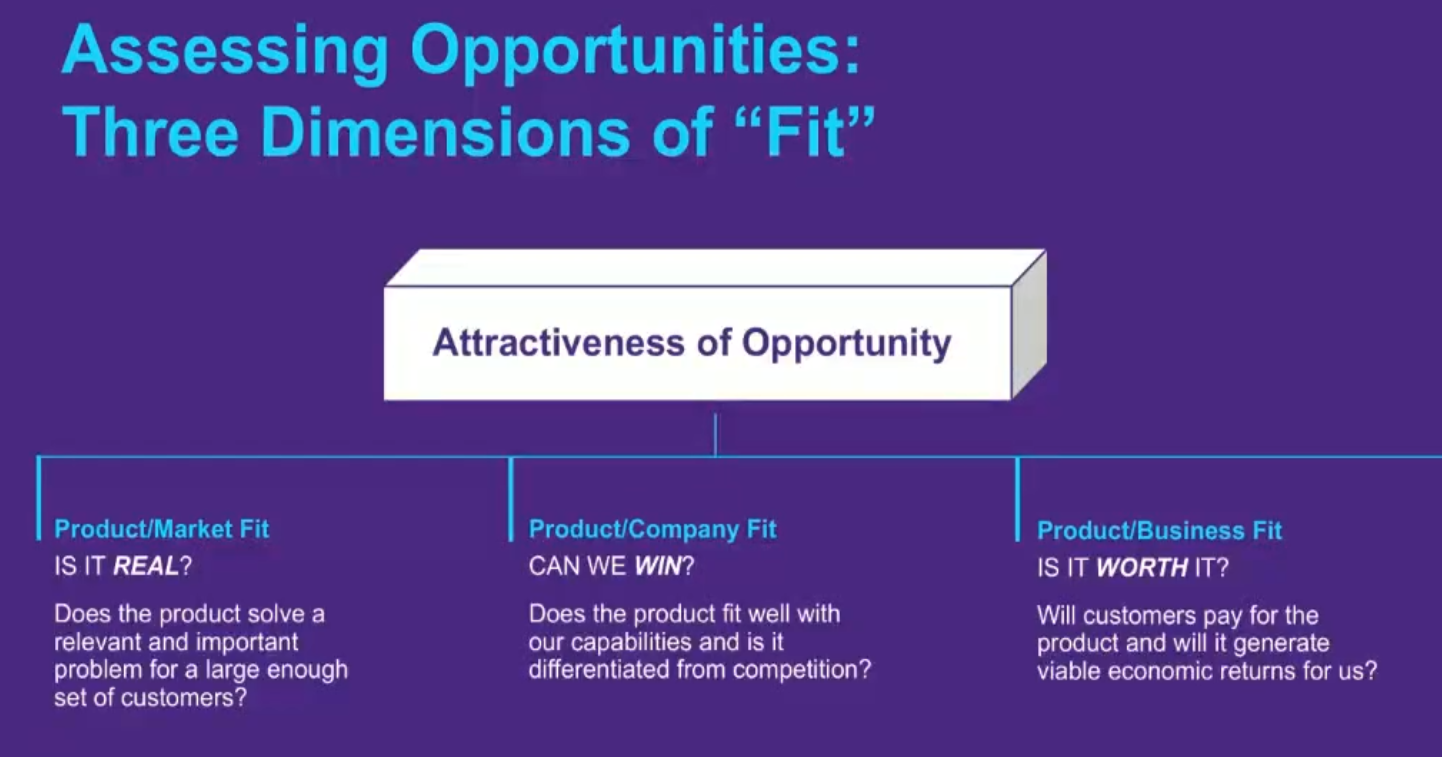 Assessing Opportunities:
Three Dimensions of “Fit”
Attractiveness of Opportunity
Product/Market Fit
IS IT REAL?
Does the product solve a
relevant and important
problem for a large enough
set of customers?
Product/Company Fit
CAN WE WIN?
Does the product fit well with
our capabilities and is it
differentiated from competition?
Product/Business Fit
IS IT WORTH IT?
Will customers pay for the
product and will it generate
viable economic returns for us?